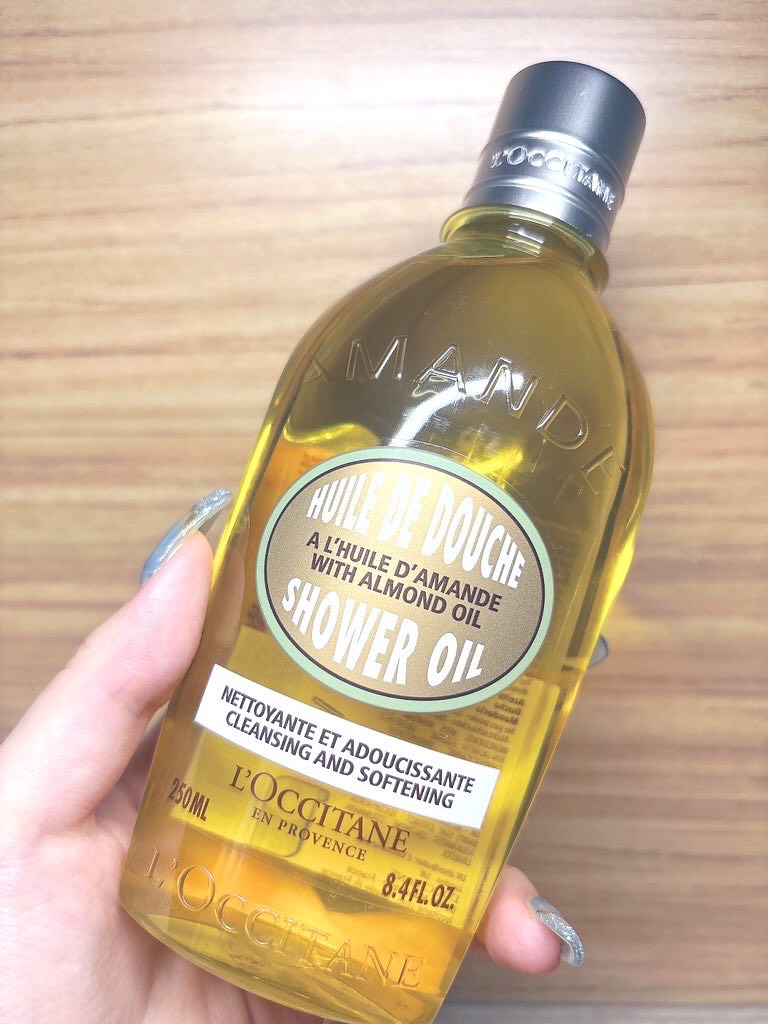 L'OCCITANE
AMANDE
HUILE DE DOUCHE
A L'HUILE D'AMANDE
WITH ALMOND OIL
SHOWER OIL
NETTOYANTE ET ADOUCISSANTE
CLEANSING AND SOFTENING
L'OCCITANE
EN PROVENCE
250ML
8.4FL.OZ.
L'OCCITANE